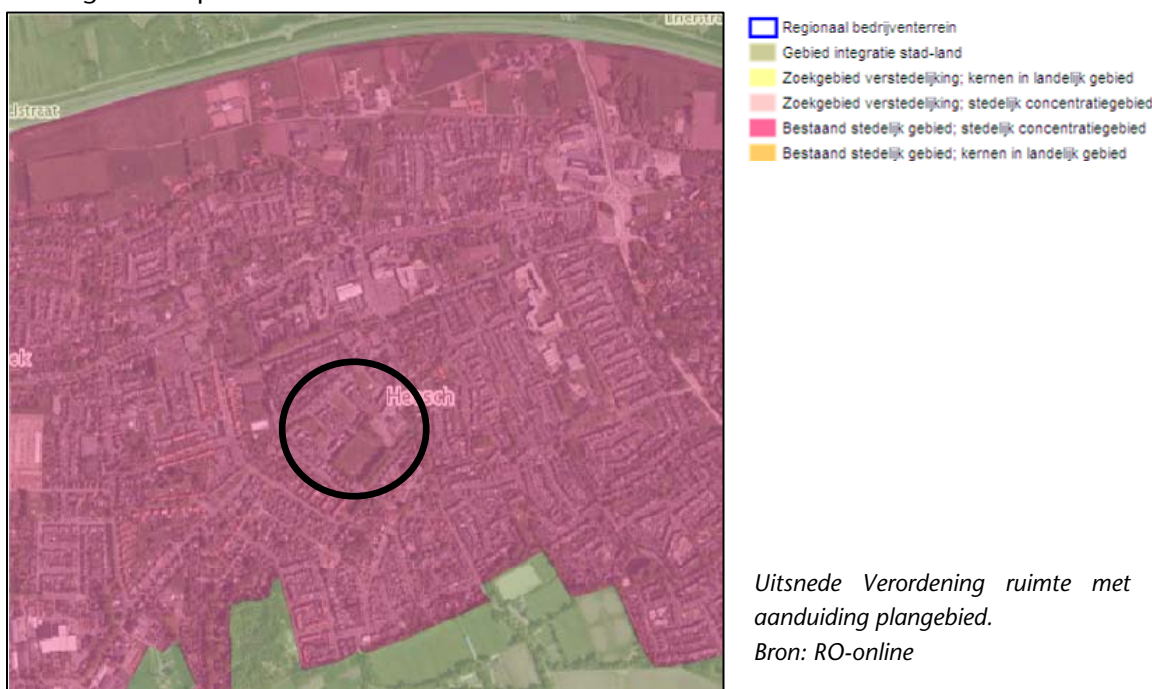 Regionaal bedrijventerrein
Gebied integratie stad-land
Zoekgebied verstedelijking; kernen in landelijk gebied
Zoekgebied verstedelijking; stedelijk concentratiegebied
Bestaand stedelijk gebied; stedelijk concentratiegebied
Bestaand stedelijk gebied; kernen in landelijk gebied
elstraat
ek
Heesch
Uitsnede Verordening ruimte met
aanduiding plangebied.
Bron: RO-online